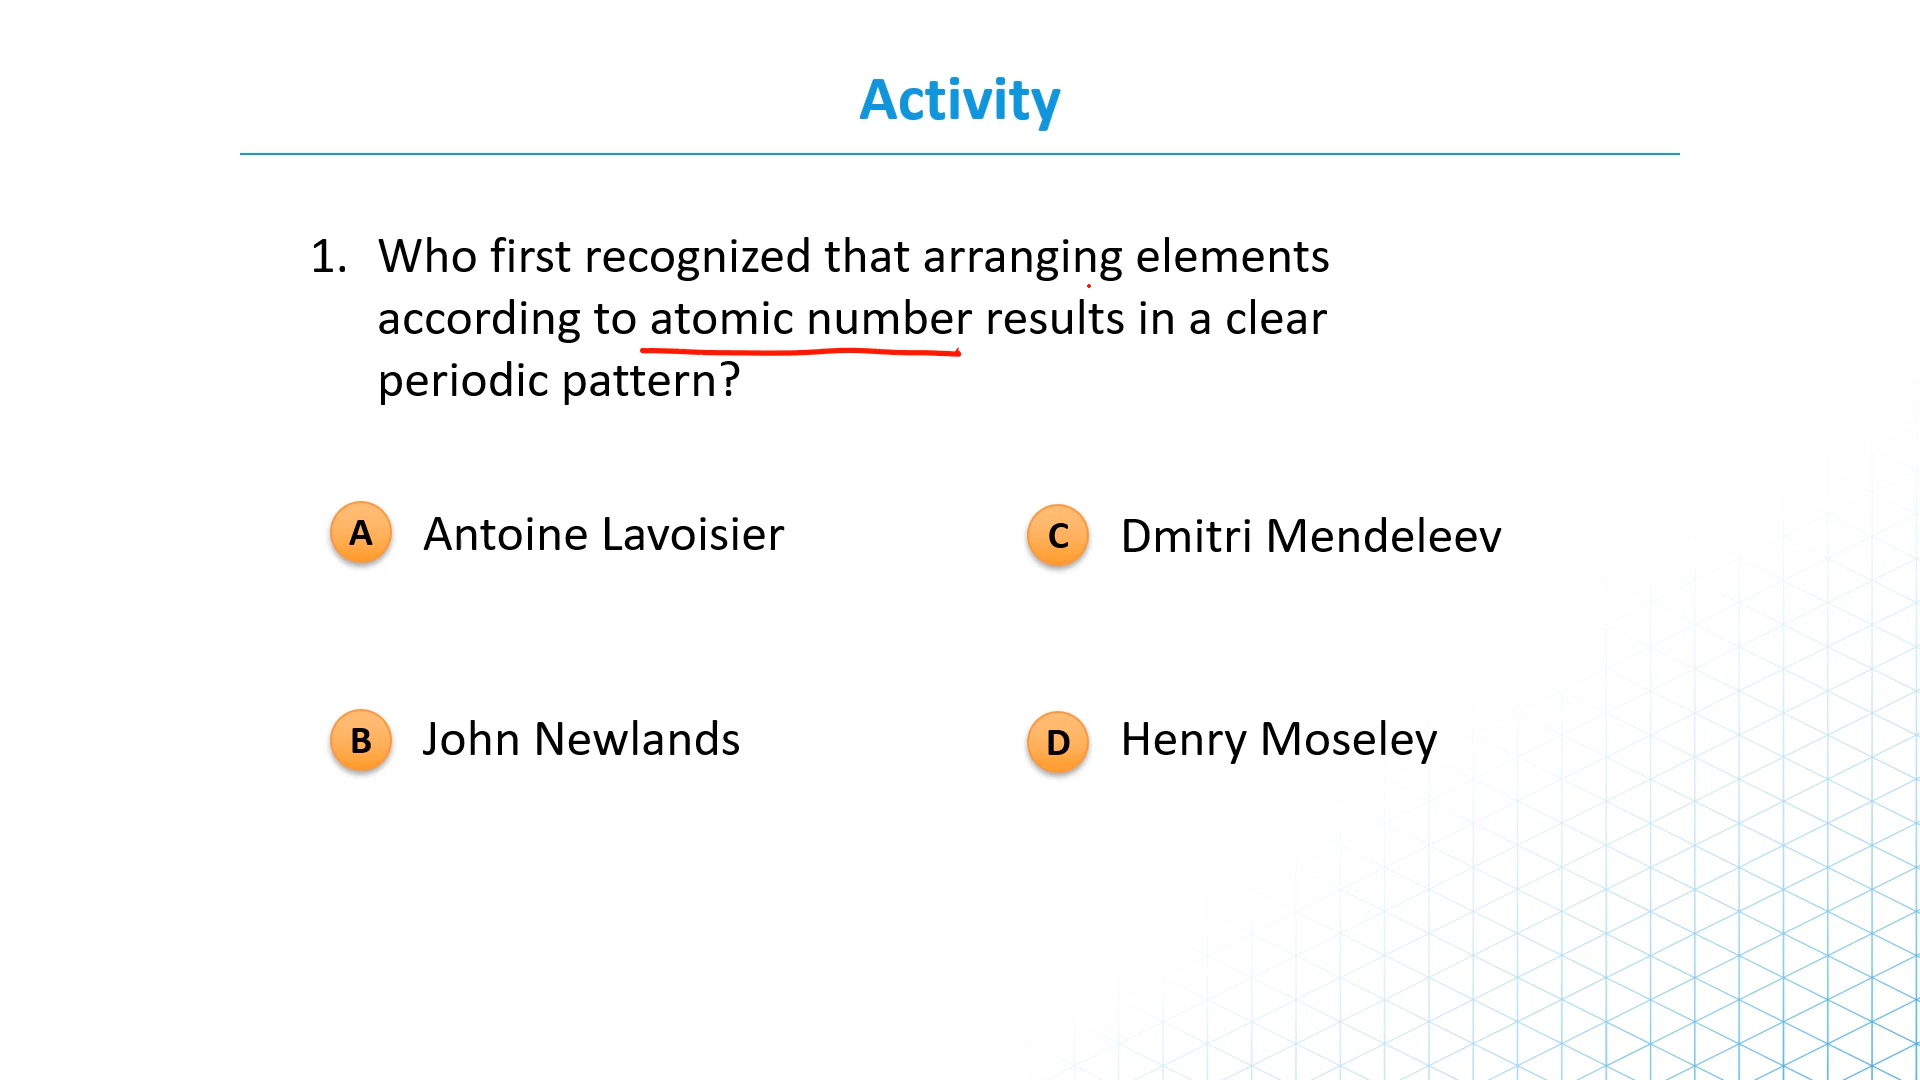 Activity
1. Who first recognized that arranging elements
according to atomic number results in a clear
periodic pattern?
A Antoine Lavoisier
C Dmitri Mendeleev
B John Newlands
D Henry Moseley